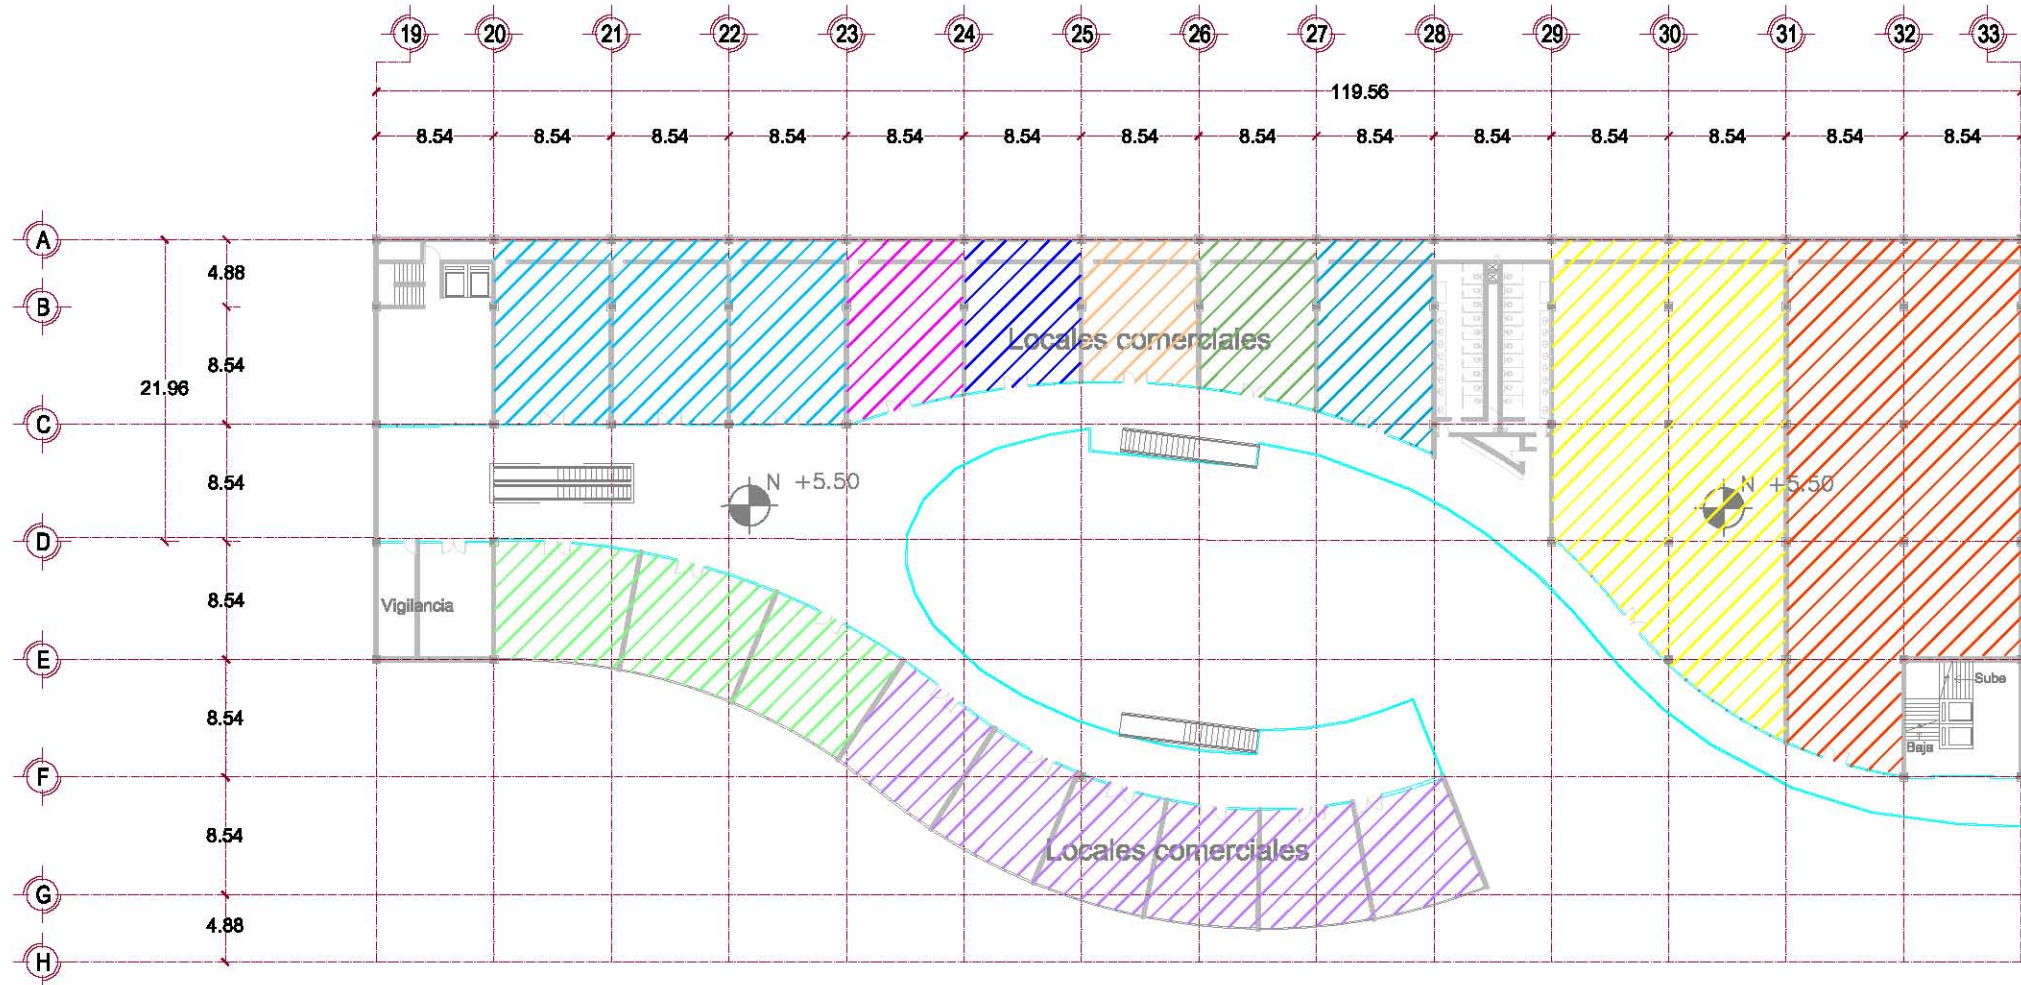 19 20 21 22 23 24 25 26 27 28 29 30 31 32 33
119.56
8.54 8.54 8.54 8.54 8.54 8.54 8.54 8.54 8.54 8.54 8.54 8.54 8.54 8.54
A
4.88
B
Locales comerciales
8.54
21.96
C
8.54
N +5.50
N +5.50
D
8.54
Vigilancia
E
Sube
8.54
Baja
F
8.54
Locales comerciales
G
4.88
H